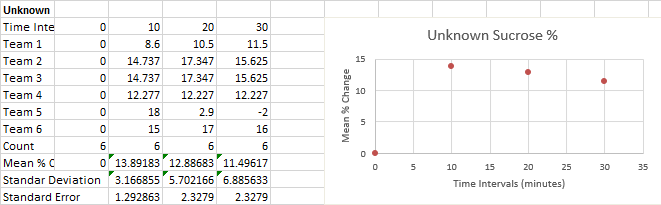 Unknown
Time Inte 0 10 20 30
Team 1 0 8.6 10.5 11.5
Team 2 0 14.737 17.347 15.625
Team 3 0 14.737 17.347 15.625
Team 4 0 12.277 12.227 12.227
Team 5 0 18 2.9 -2
Team 6 0 15 17 16
Count 6 6 6 6
Mean % C 0 13.89183 12.88683 11.49617
Standar Deviation 3.166855 5.702166 6.885633
Standard Error 1.292863 2.3279 2.3279
Unknown Sucrose %
Mean % Change
15
10
5
0
0 5 10 15 20 25 30 35
Time Intervals (minutes)